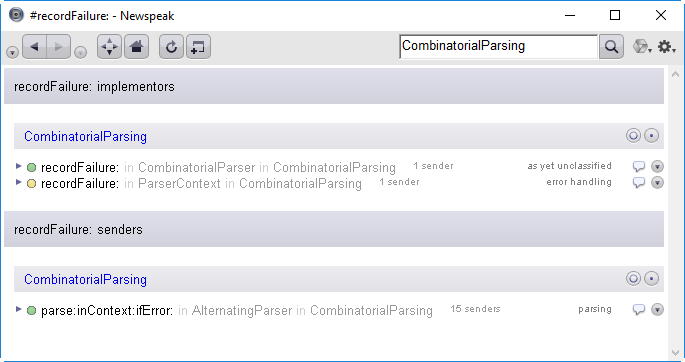 #recordFailure: - Newspeak
CombinatorialParsing
recordFailure: implementors
CombinatorialParsing
recordFailure: in CombinatorialParser in CombinatorialParsing 1 sender as yet unclassified
recordFailure: in ParserContext in CombinatorialParsing 1 sender error handling
recordFailure: senders
CombinatorialParsing
parse:inContext:ifError: in AlternatingParser in CombinatorialParsing 15 senders parsing